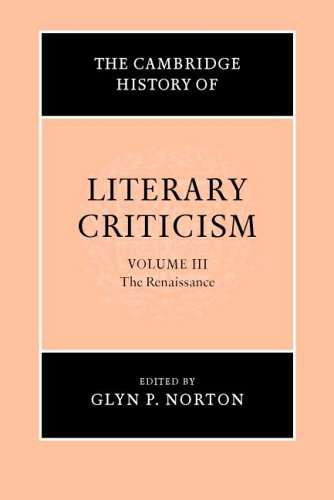 THE CAMBRIDGE
HISTORY OF
LITERARY
CRITICISM
VOLUME III
The Renaissance
EDITED BY
GLYN P. NORTON